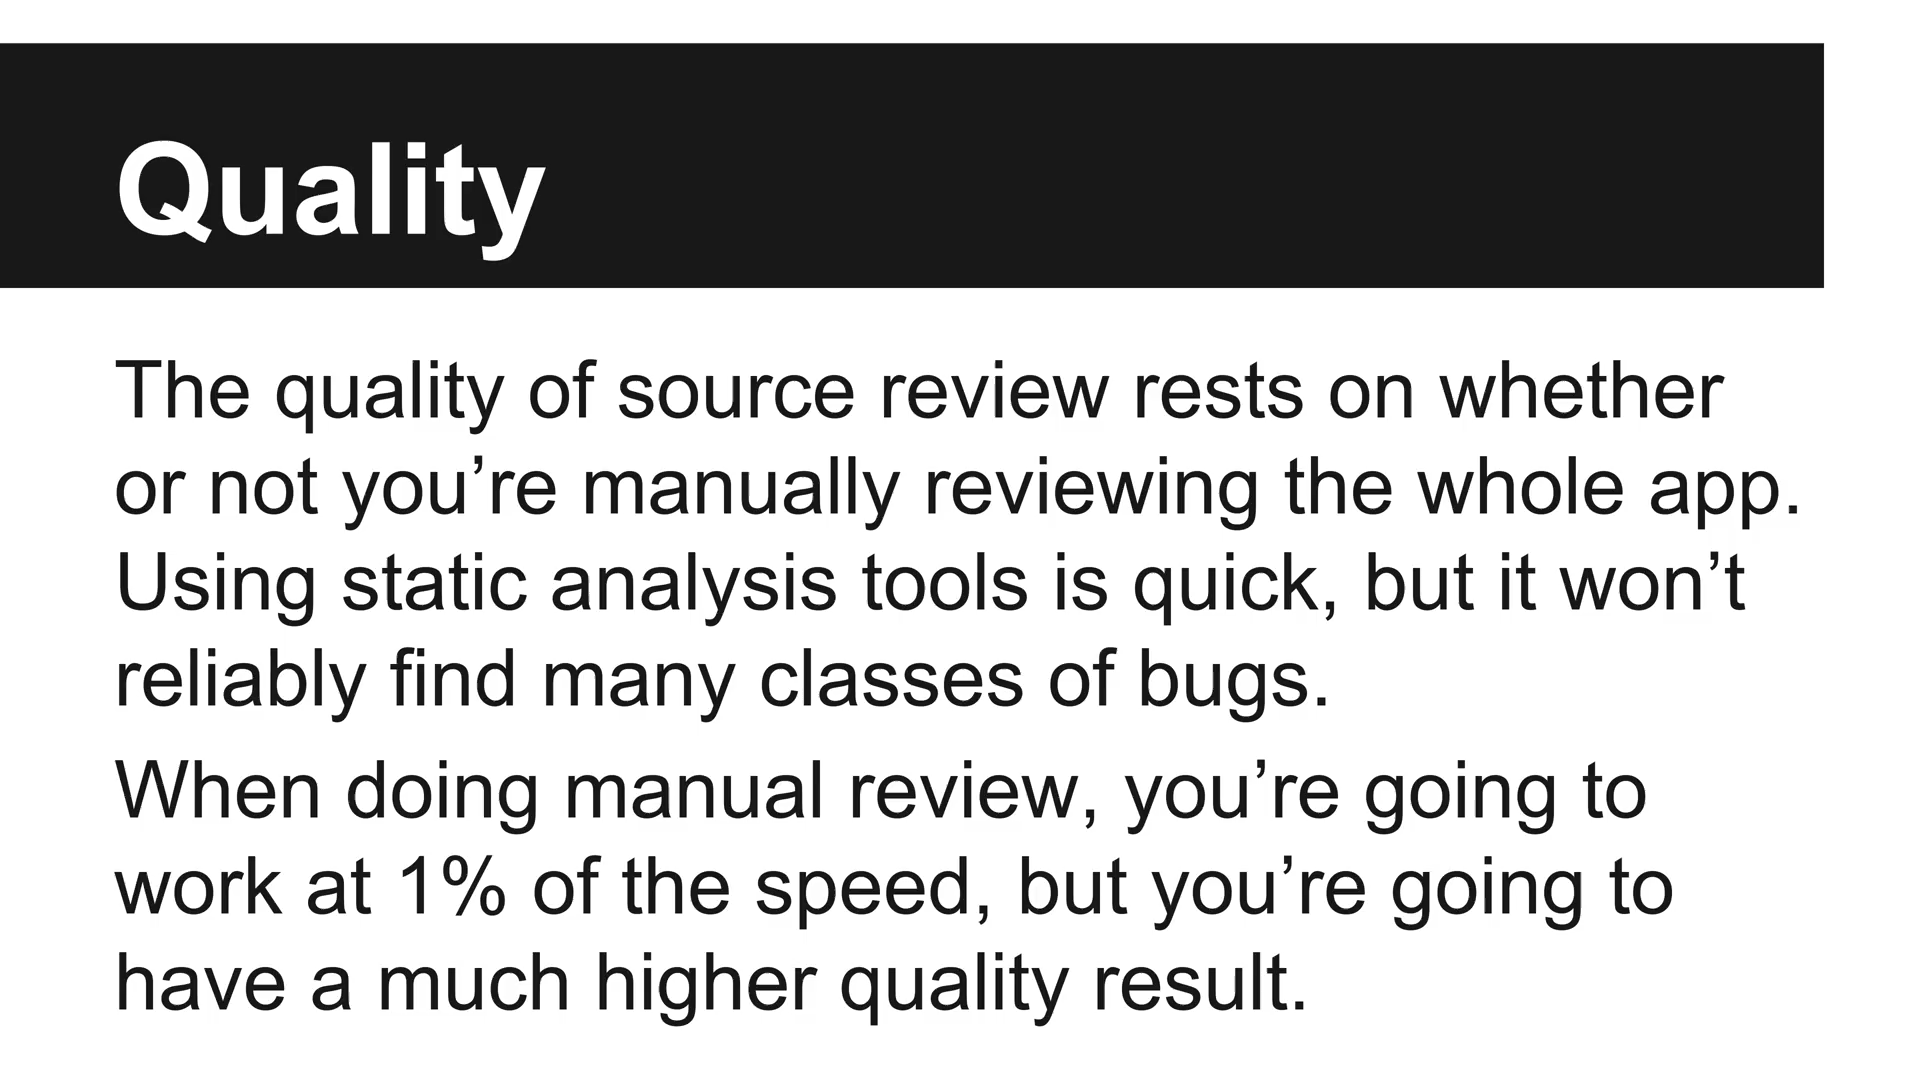 Quality
The quality of source review rests on whether
or not you’re manually reviewing the whole app.
Using static analysis tools is quick, but it won’t
reliably find many classes of bugs.
When doing manual review, you’re going to
work at 1% of the speed, but you’re going to
have a much higher quality result.